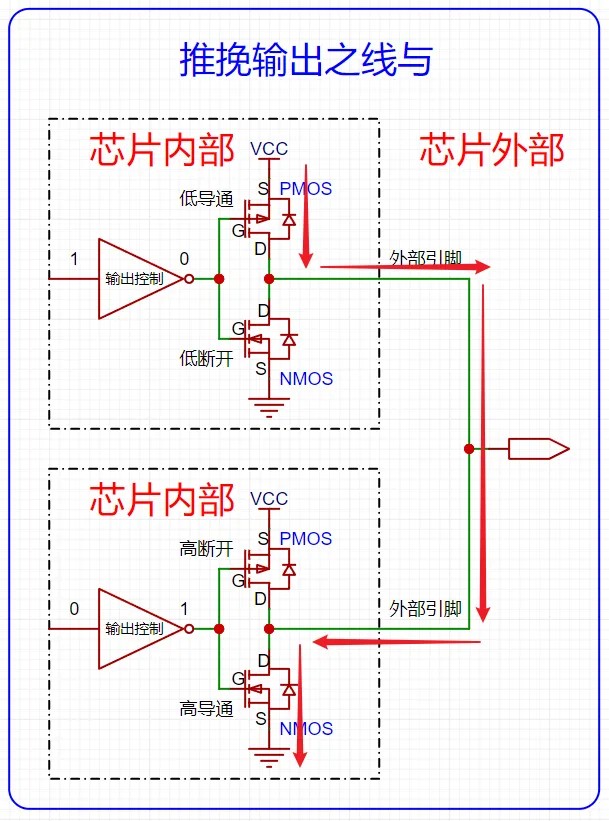 推挽输出之线与
芯片内部
芯片外部
VCC
S
PMOS
低导通
G
D
外部引脚
1
0
输出控制
D
G
低断开
S
NMOS
芯片内部
VCC
S
PMOS
高断开
G
D
外部引脚
0
1
输出控制
D
G
高导通
S
NMOS